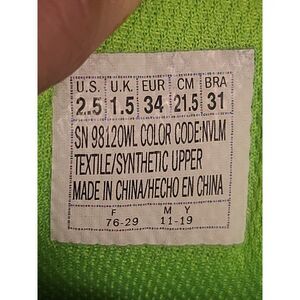 U.S. U.K. EUR CM BRA
2.5 1.5 34 21.5 31
SN 98120WL COLOR CODE:NVLM
TEXTILE/SYNTHETIC UPPER
MADE IN CHINA/HECHO EN CHINA
F M Y
76-29 11-19